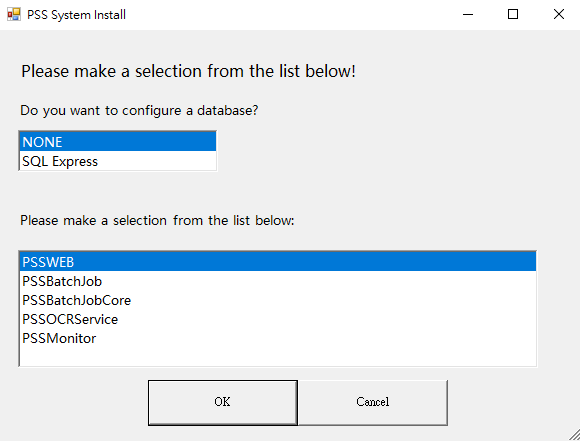 PSS System Install
Please make a selection from the list below!
Do you want to configure a database?
NONE
SQL Express
Please make a selection from the list below:
PSSWEB
PSSBatchJob
PSSBatchJobCore
PSSOCRService
PSSMonitor
OK
Cancel